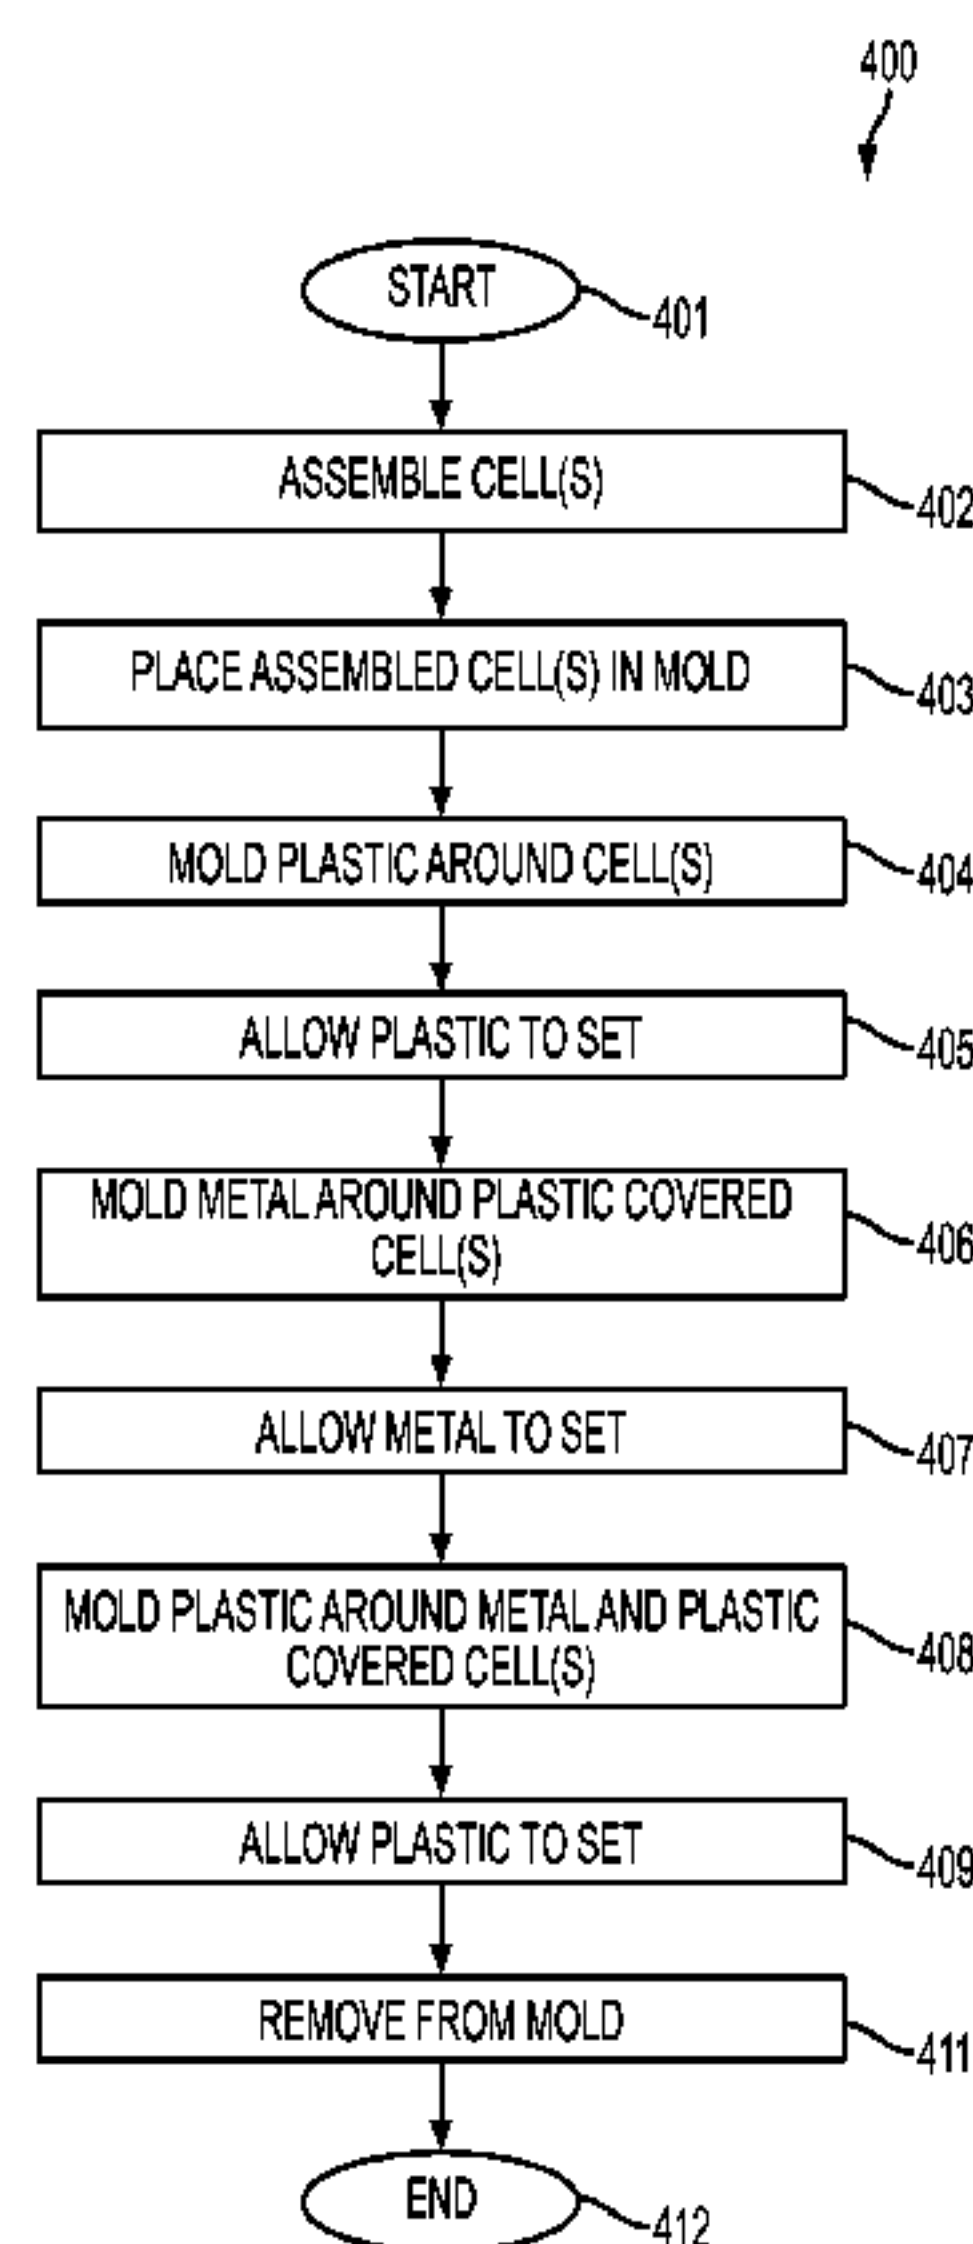 400
START
401
ASSEMBLE CELL(S)
402
PLACE ASSEMBLED CELL(S) IN MOLD
403
MOLD PLASTIC AROUND CELL(S)
404
ALLOW PLASTIC TO SET
405
MOLD METAL AROUND PLASTIC COVERED
CELL(S)
406
ALLOW METAL TO SET
407
MOLD PLASTIC AROUND METAL AND PLASTIC
COVERED CELL(S)
408
ALLOW PLASTIC TO SET
409
REMOVE FROM MOLD
411
END
412